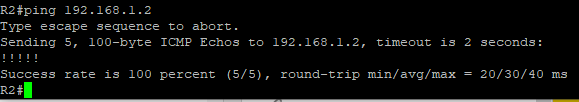 R2#ping 192.168.1.2
Type escape sequence to abort.
Sending 5, 100-byte ICMP Echos to 192.168.1.2, timeout is 2 seconds:
!!!!!
Success rate is 100 percent (5/5), round-trip min/avg/max = 20/30/40 ms
R2#